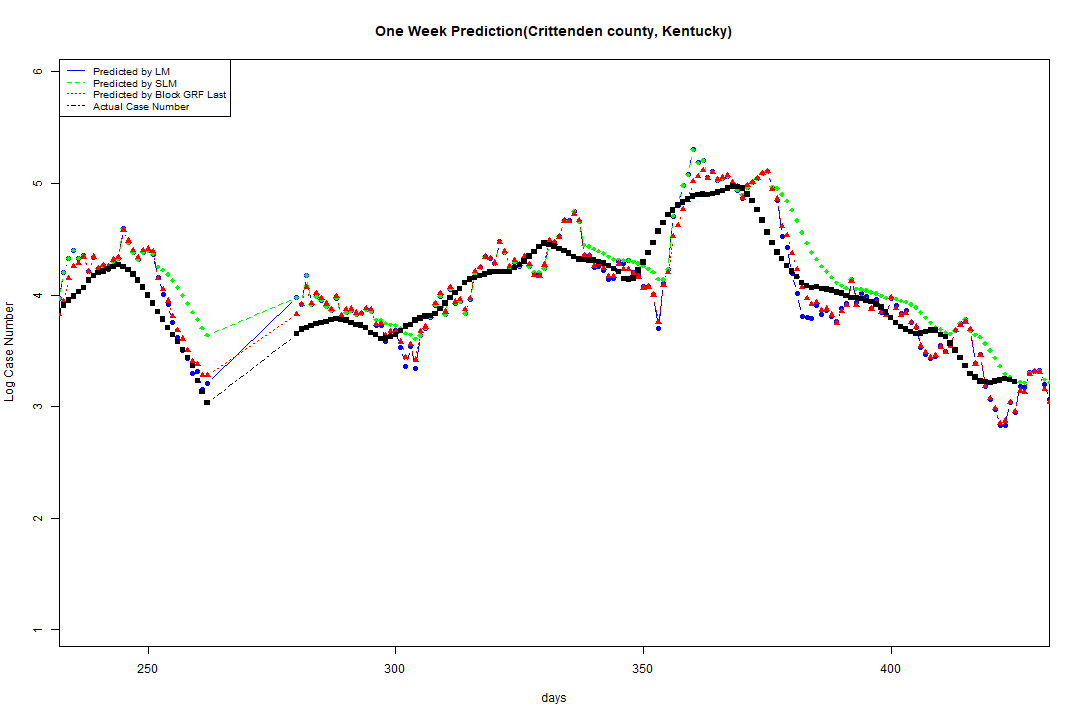 One Week Prediction(Crittenden county, Kentucky)
Predicted by LM
Predicted by SLM
Predicted by Block GRF Last
Actual Case Number
6
5
4
3
2
1
Log Case Number
250 300 350 400
days